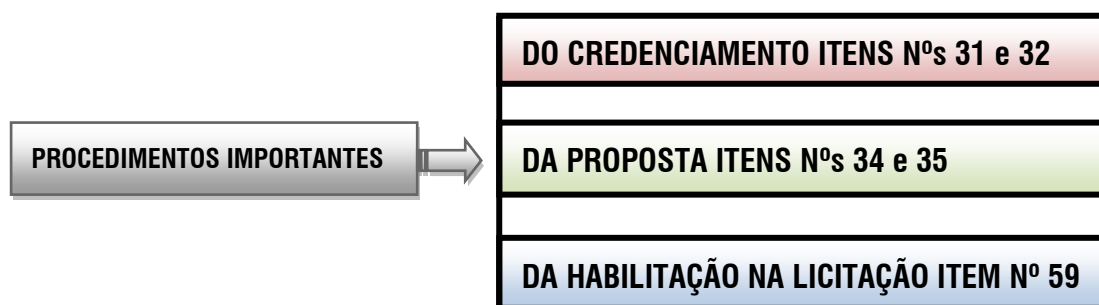 PROCEDIMENTOS IMPORTANTES
DO CREDENCIAMENTO ITENS Nºs 31 e 32
DA PROPOSTA ITENS Nºs 34 e 35
DA HABILITAÇÃO NA LICITAÇÃO ITEM Nº 59